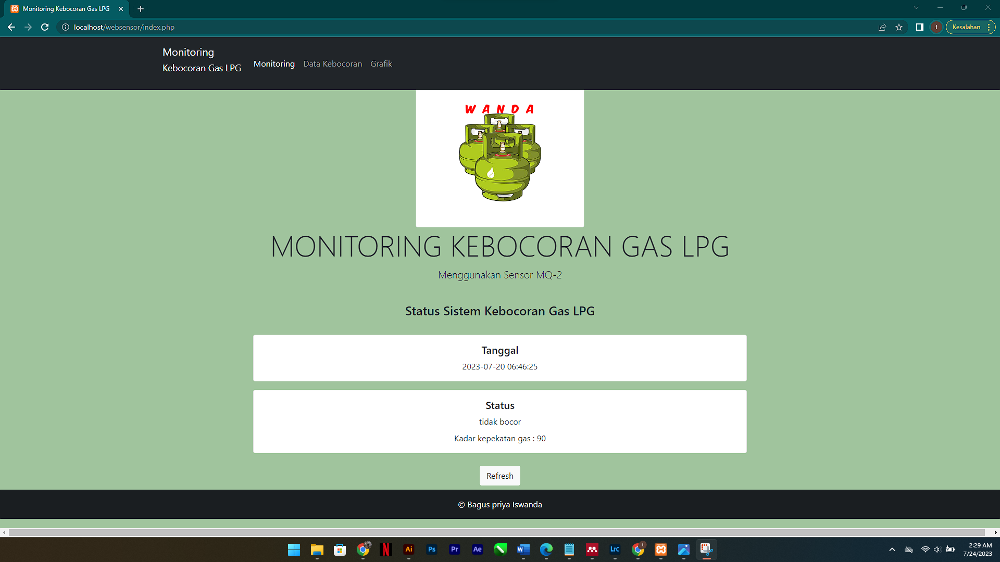 Monitoring Kebocoran Gas LPG
localhost/websensor/index.php
t
Kesalahan
Monitoring
Kebocoran Gas LPG
Monitoring
Data Kebocoran
Grafik
WANDA
MONITORING KEBOCORAN GAS LPG
Menggunakan Sensor MQ-2
Status Sistem Kebocoran Gas LPG
Tanggal
2023-07-20 06:46:25
Status
tidak bocor
Kadar kepekatan gas : 90
Refresh
© Bagus priya Iswanda
N
Ai
Ps
Pr
Ae
W
LrC
t
2:29 AM
7/24/2023